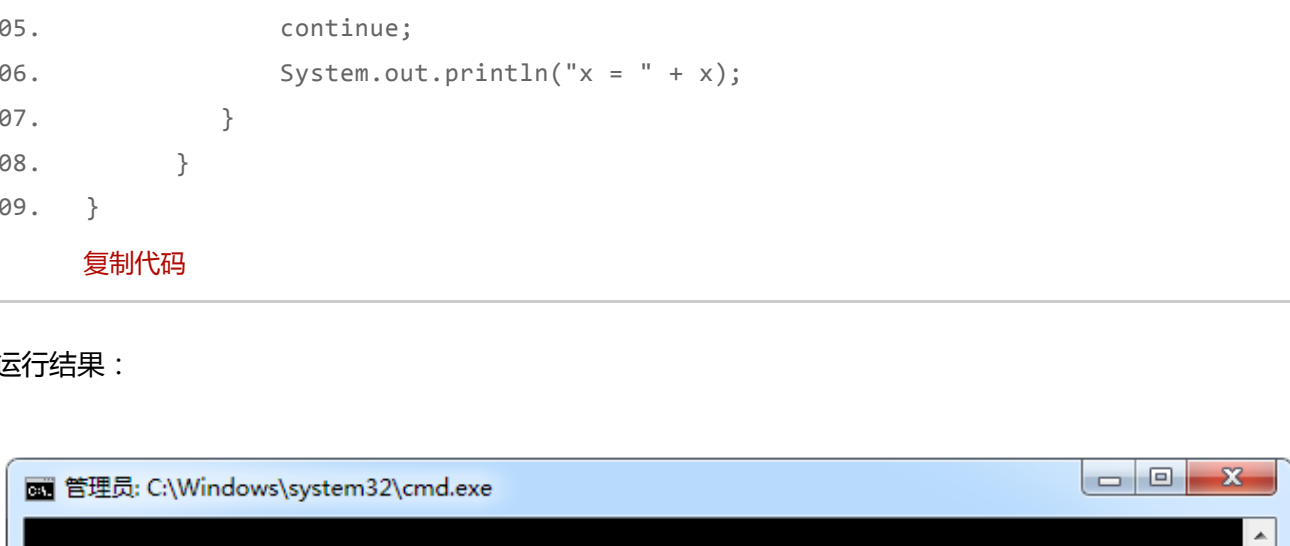 05. continue;
06. System.out.println("x = " + x);
07. }
08. }
09. }
复制代码
运行结果：
管理员: C:\Windows\system32\cmd.exe